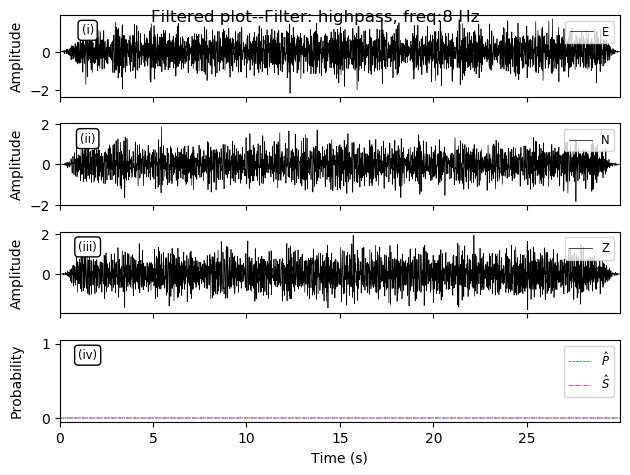 Filtered plot--Filter: highpass, freq:8 Hz
(i)
E
0
−2
Amplitude
(ii)
N
2
0
−2
Amplitude
(iii)
Z
2
0
Amplitude
(iv)
P̂
Ŝ
1
0
Probability
0 5 10 15 20 25
Time (s)